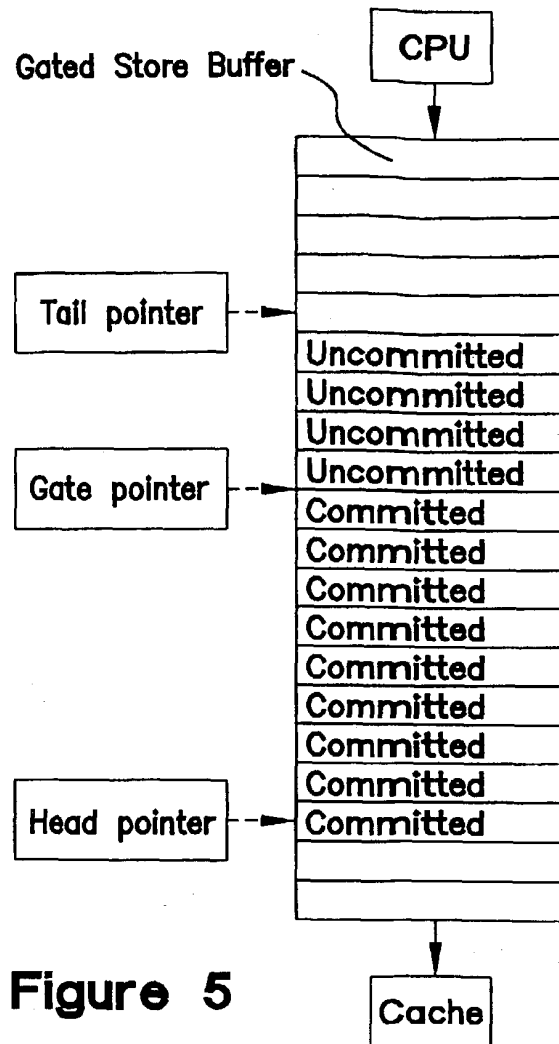 CPU
Gated Store Buffer
Tail pointer
Uncommitted
Uncommitted
Uncommitted
Uncommitted
Gate pointer
Committed
Committed
Committed
Committed
Committed
Committed
Committed
Committed
Head pointer
Committed
Figure 5
Cache